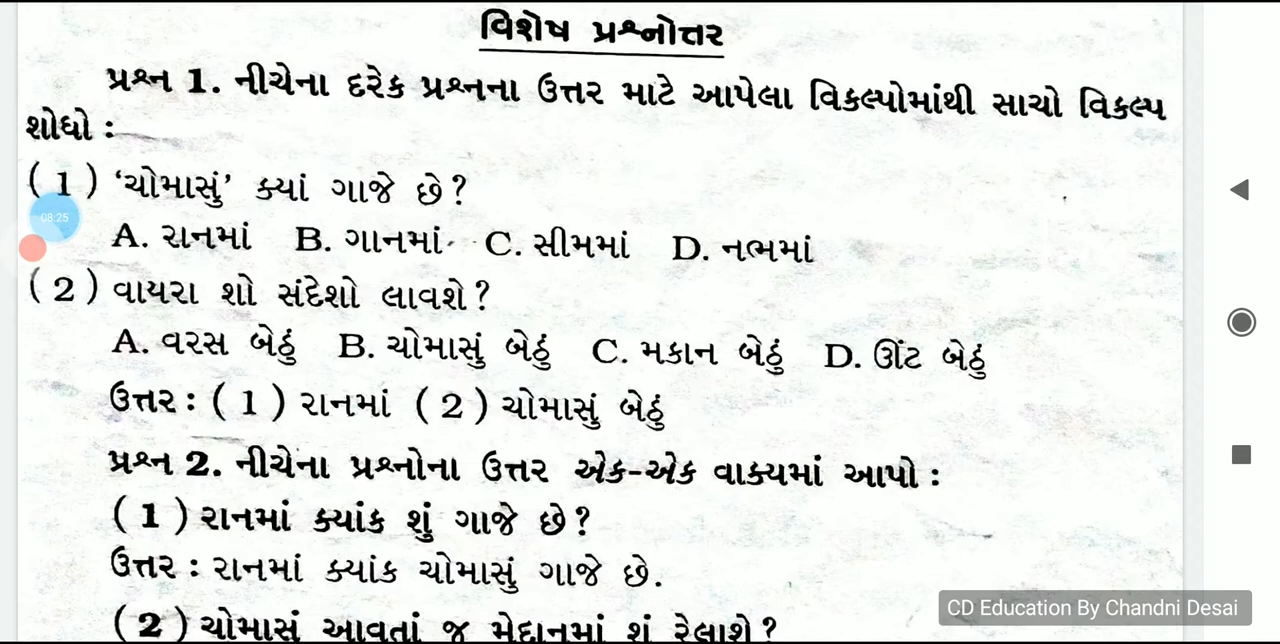 વિશેષ પ્રશ્નોત્તર
પ્રશ્ન 1. નીચેના દરેક પ્રશ્નના ઉત્તર માટે આપેલા વિકલ્પોમાંથી સાચો વિકલ્પ
શોધો :
( 1 ) ‘ચોમાસું’ ક્યાં ગાજે છે ?
08:25
A. રાનમાં B. ગાનમાં C. સીમમાં D. નભમાં
( 2 ) વાયરા શો સંદેશો લાવશે ?
A. વરસ બેઠું B. ચોમાસું બેઠું C. મકાન બેઠું D. ઊંટ બેઠું
ઉત્તર : ( 1 ) રાનમાં ( 2 ) ચોમાસું બેઠું
પ્રશ્ન 2. નીચેના પ્રશ્નોના ઉત્તર એક-એક વાક્યમાં આપો :
( 1 ) રાનમાં ક્યાંક શું ગાજે છે ?
ઉત્તર : રાનમાં ક્યાંક ચોમાસું ગાજે છે.
( 2 ) ચોમાસું આવતાં જ મેદાનમાં શું રેલાશે ?
CD Education By Chandni Desai